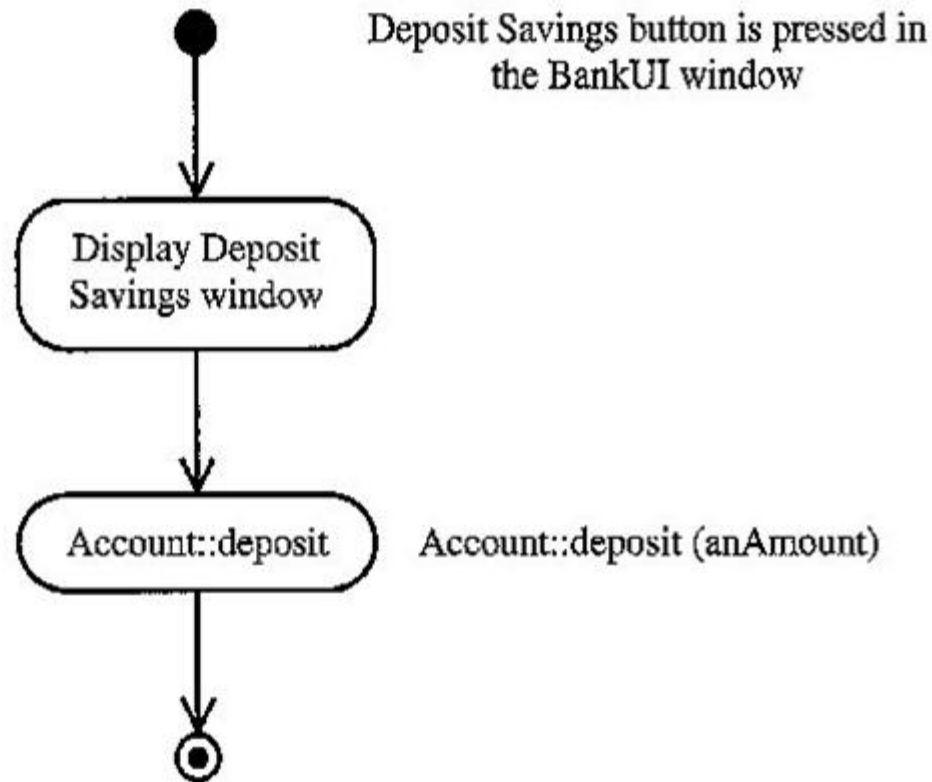 Deposit Savings button is pressed in
the BankUI window
Display Deposit
Savings window
Account::deposit
Account::deposit (anAmount)